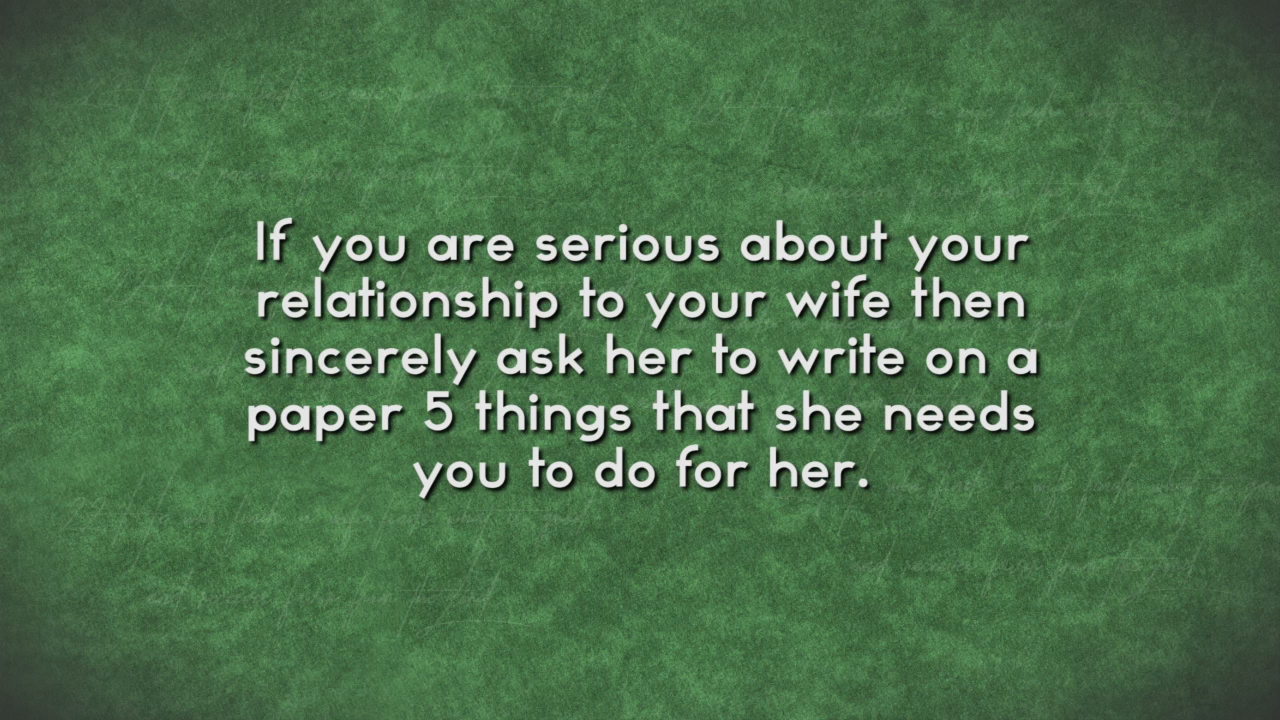 If you are serious about your
relationship to your wife then
sincerely ask her to write on a
paper 5 things that she needs
you to do for her.